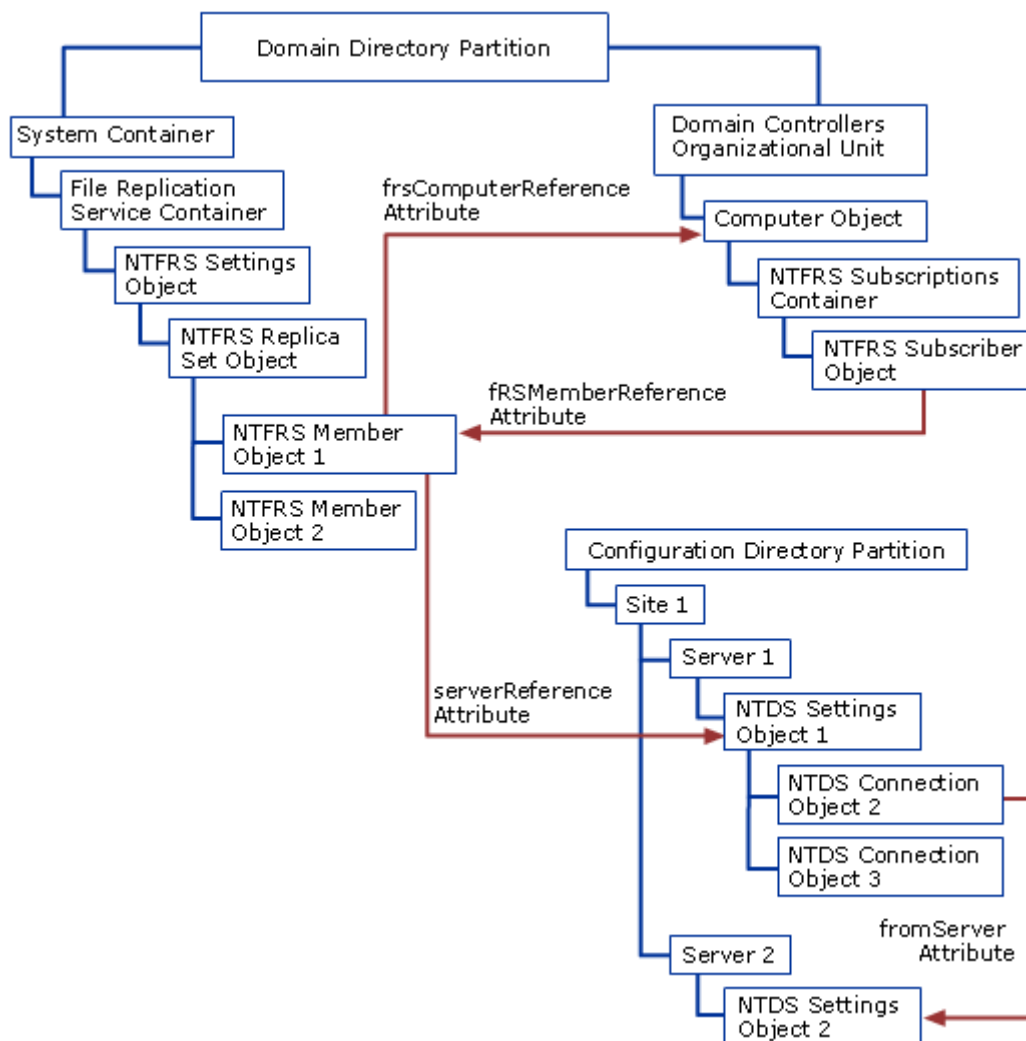 Domain Directory Partition
System Container
File Replication
Service Container
NTFRS Settings
Object
NTFRS Replica
Set Object
NTFRS Member
Object 1
NTFRS Member
Object 2
frsComputerReference
Attribute
fRSMemberReference
Attribute
serverReference
Attribute
Domain Controllers
Organizational Unit
Computer Object
NTFRS Subscriptions
Container
NTFRS Subscriber
Object
Configuration Directory Partition
Site 1
Server 1
NTDS Settings
Object 1
NTDS Connection
Object 2
NTDS Connection
Object 3
fromServer
Attribute
Server 2
NTDS Settings
Object 2